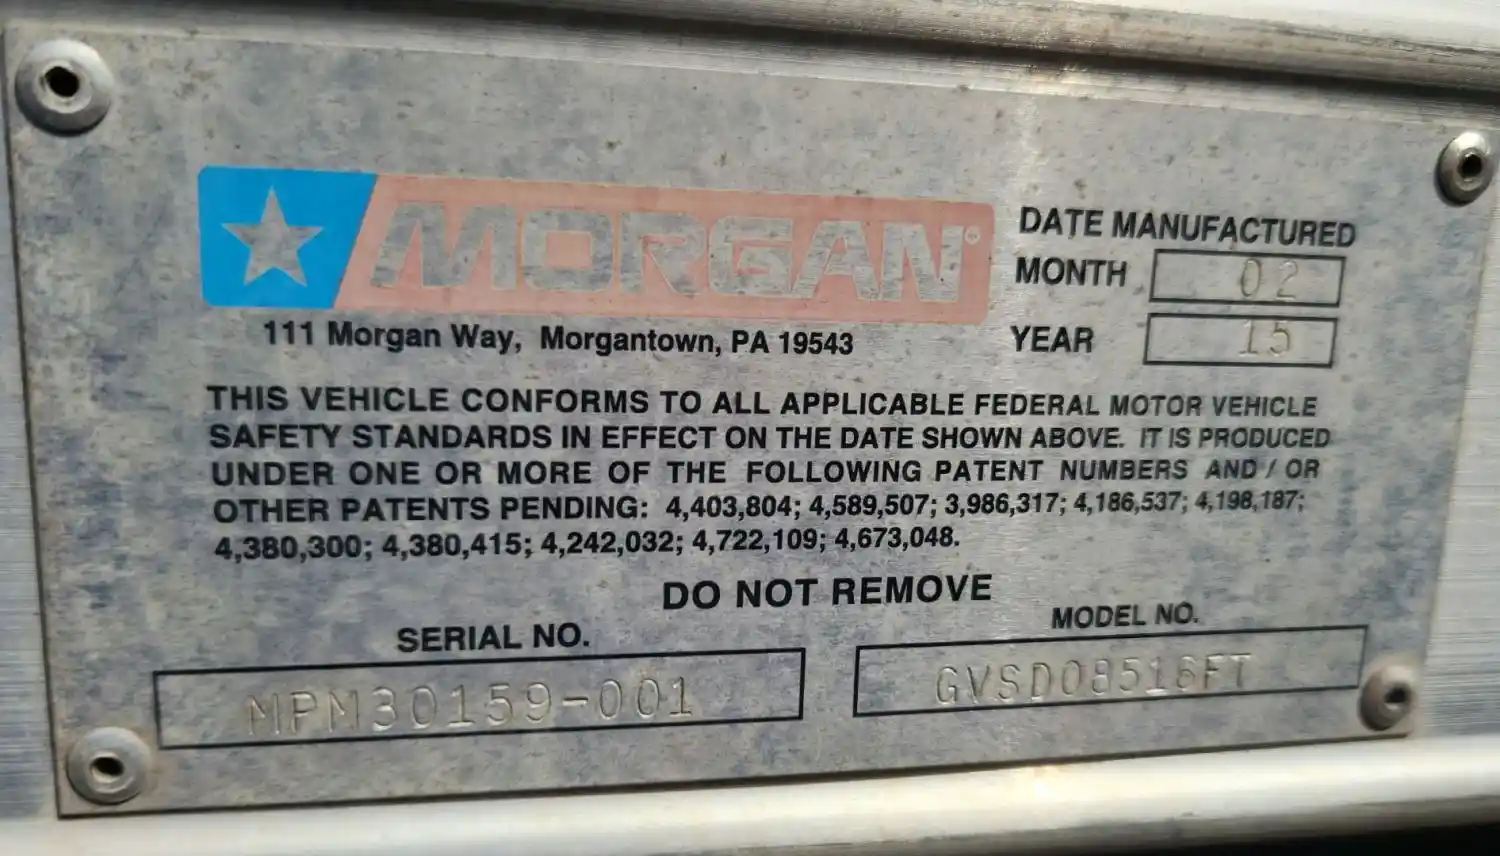 MORGAN®
111 Morgan Way, Morgantown, PA 19543
DATE MANUFACTURED
MONTH 02
YEAR 15
THIS VEHICLE CONFORMS TO ALL APPLICABLE FEDERAL MOTOR VEHICLE
SAFETY STANDARDS IN EFFECT ON THE DATE SHOWN ABOVE. IT IS PRODUCED
UNDER ONE OR MORE OF THE FOLLOWING PATENT NUMBERS AND / OR
OTHER PATENTS PENDING: 4,403,804; 4,589,507; 3,986,317; 4,186,537; 4,198,187;
4,380,300; 4,380,415; 4,242,032; 4,722,109; 4,673,048.
DO NOT REMOVE
SERIAL NO.
MPM30159-001
MODEL NO.
GVSD08516FT